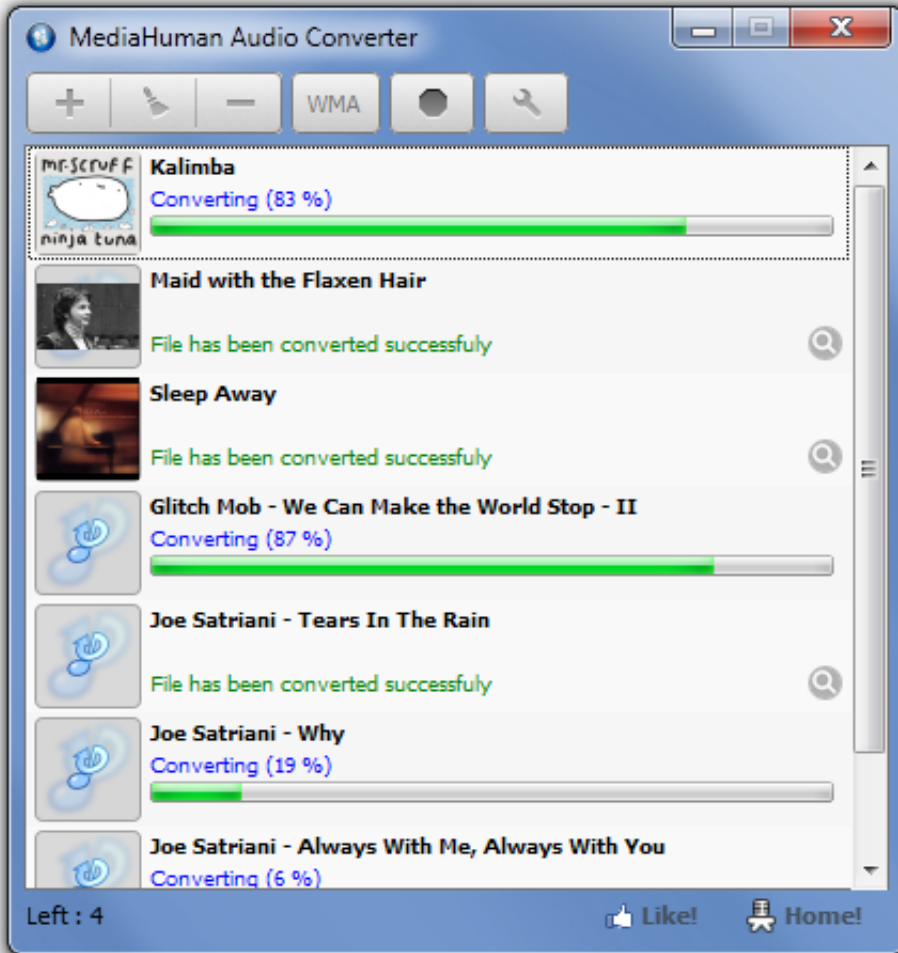 MediaHuman Audio Converter
WMA
mr.scruff
ninja tuna
Kalimba
Converting (83 %)
Maid with the Flaxen Hair
File has been converted successfuly
Sleep Away
File has been converted successfuly
Glitch Mob - We Can Make the World Stop - II
Converting (87 %)
Joe Satriani - Tears In The Rain
File has been converted successfuly
Joe Satriani - Why
Converting (19 %)
Joe Satriani - Always With Me, Always With You
Converting (6 %)
Left : 4
Like!
Home!